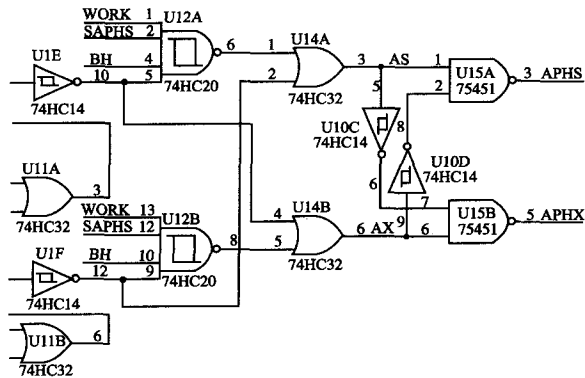 WORK 1 U12A
SAPHS 2
U14A
U1E
6 1
3 AS 1 U15A
BH 4
3 APHS
10 5
2
5
2 75451
74HC14 74HC20
74HC32
U10C 8
74HC14
U11A
U10D
74HC14
3
6
74HC32
U14B
7
WORK 13 U12B
4
U15B
SAPHS 12
9
5 APHX
U1F
8 5
6 AX
6 75451
BH 10
12 9
74HC32
74HC14 74HC20
U11B 6
74HC32